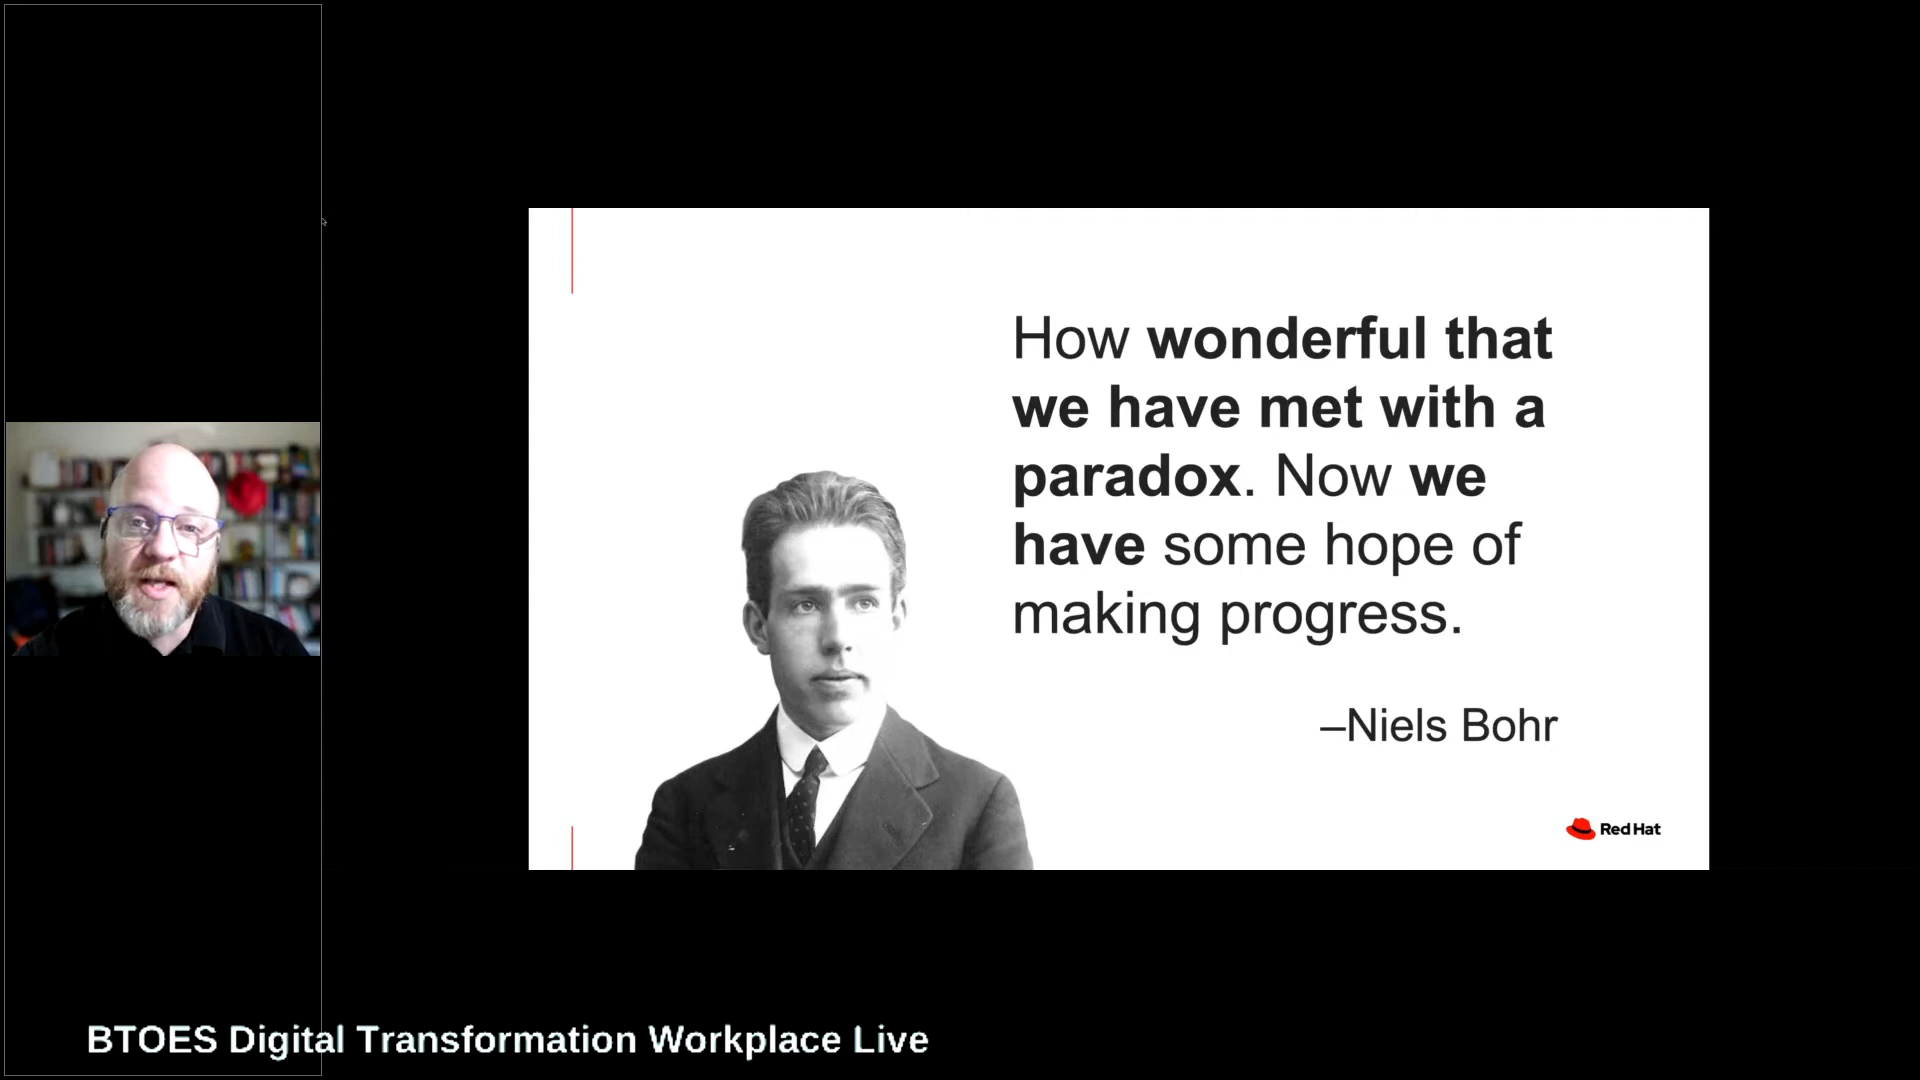 How wonderful that
we have met with a
paradox. Now we
have some hope of
making progress.
–Niels Bohr
Red Hat
BTOES Digital Transformation Workplace Live